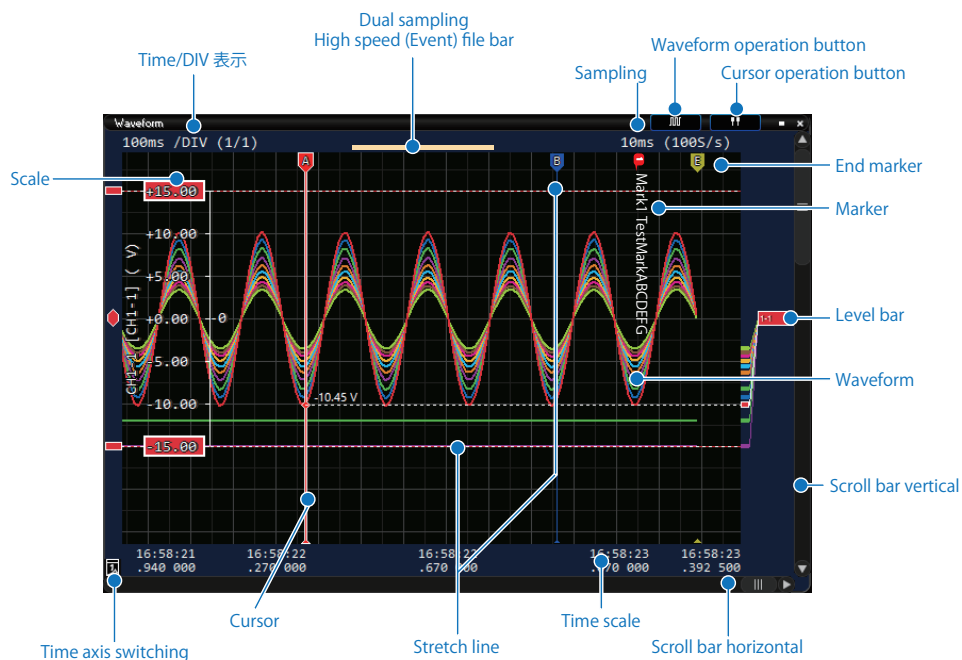 Dual sampling
High speed (Event) file bar
Time/DIV 表示
Waveform operation button
Sampling
Cursor operation button
Waveform
100ms /DIV (1/1)
10ms (100S/s)
A
B
1
E
End marker
Scale
+15.00
Mark1 TestMarkABCDEFG
Marker
+10.00
+5.00
CH1-1 [CH1-1] ( V)
+0.00
0
1-1
Level bar
-5.00
Waveform
-10.00
-10.45 V
-15.00
Scroll bar vertical
16:58:21
16:58:22
16:58:23
16:58:23
.940 000
.392 500
Cursor
Time scale
Stretch line
Scroll bar horizontal
Time axis switching